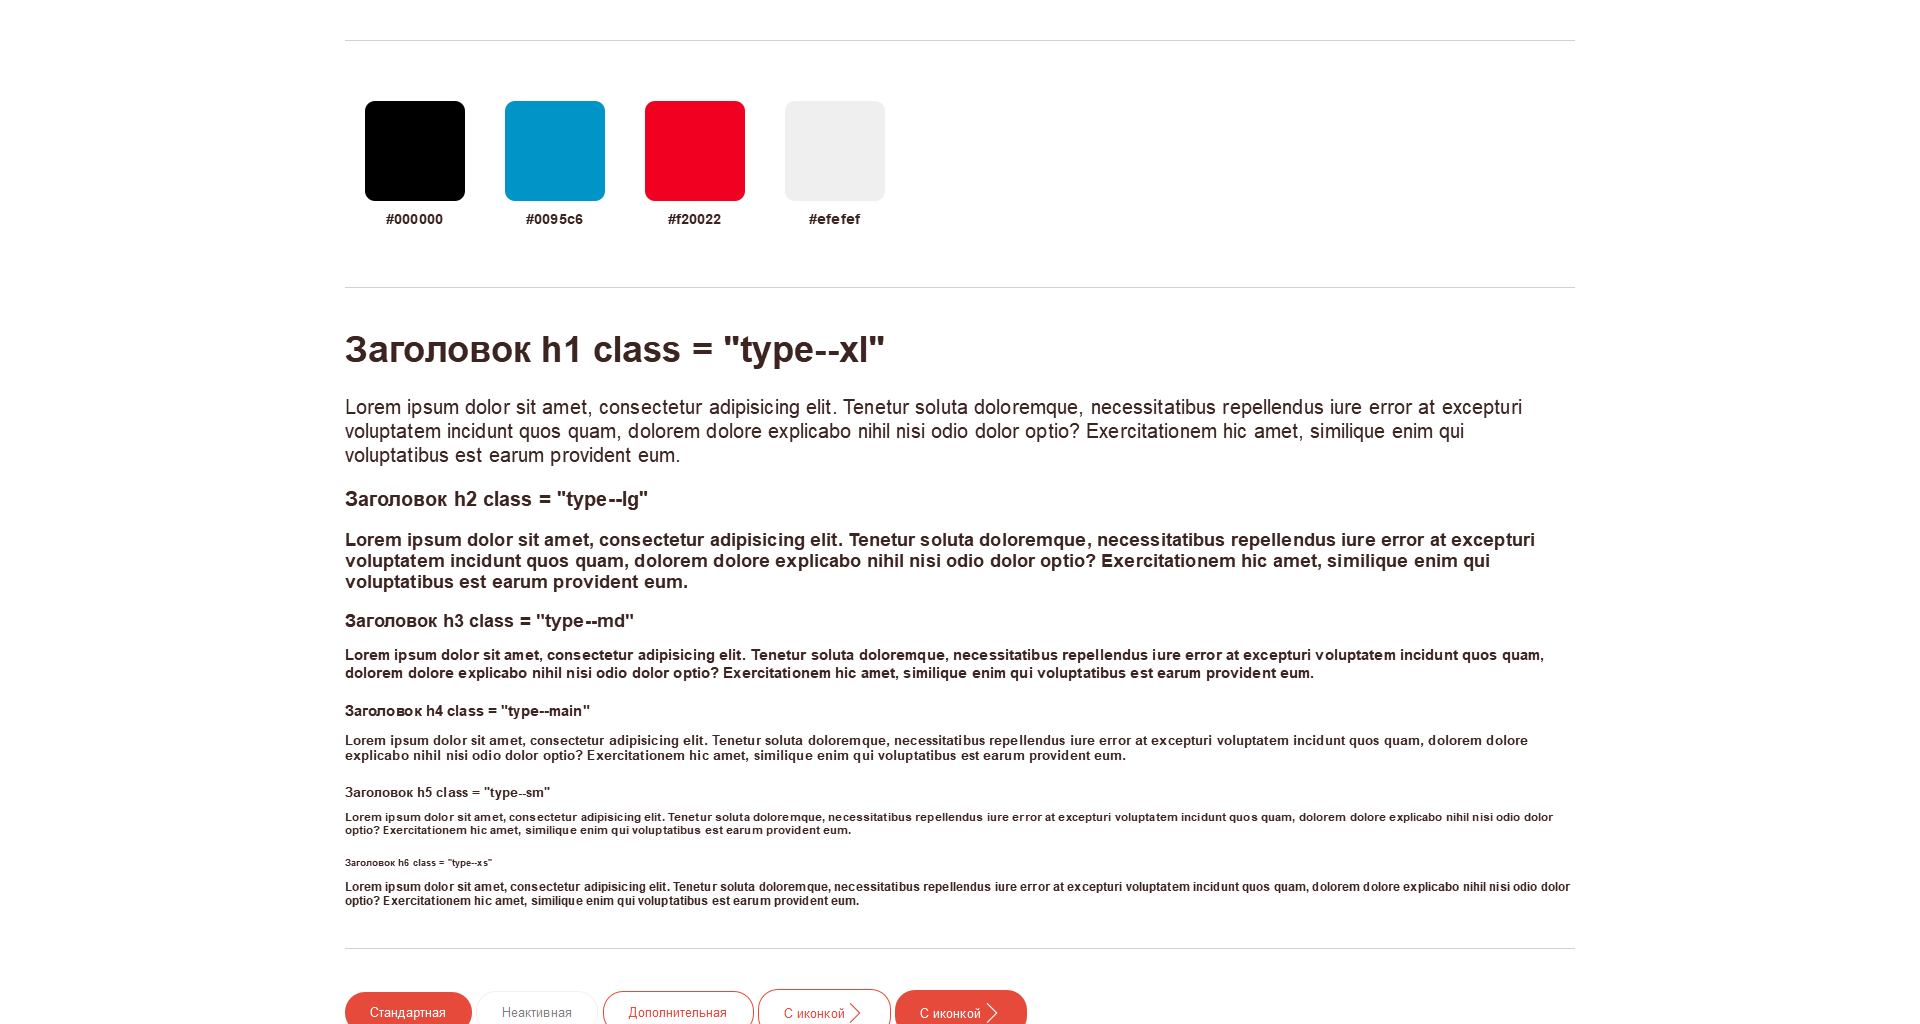 #000000 #0095c6 #f20022 #efefef
Заголовок h1 class = "type--xl"
Lorem ipsum dolor sit amet, consectetur adipisicing elit. Tenetur soluta doloremque, necessitatibus repellendus iure error at excepturi
voluptatem incidunt quos quam, dolorem dolore explicabo nihil nisi odio dolor optio? Exercitationem hic amet, similique enim qui
voluptatibus est earum provident eum.
Заголовок h2 class = "type--lg"
Lorem ipsum dolor sit amet, consectetur adipisicing elit. Tenetur soluta doloremque, necessitatibus repellendus iure error at excepturi
voluptatem incidunt quos quam, dolorem dolore explicabo nihil nisi odio dolor optio? Exercitationem hic amet, similique enim qui
voluptatibus est earum provident eum.
Заголовок h3 class = "type--md"
Lorem ipsum dolor sit amet, consectetur adipisicing elit. Tenetur soluta doloremque, necessitatibus repellendus iure error at excepturi voluptatem incidunt quos quam,
dolorem dolore explicabo nihil nisi odio dolor optio? Exercitationem hic amet, similique enim qui voluptatibus est earum provident eum.
Заголовок h4 class = "type--main"
Lorem ipsum dolor sit amet, consectetur adipisicing elit. Tenetur soluta doloremque, necessitatibus repellendus iure error at excepturi voluptatem incidunt quos quam, dolorem dolore
explicabo nihil nisi odio dolor optio? Exercitationem hic amet, similique enim qui voluptatibus est earum provident eum.
Заголовок h5 class = "type--sm"
Lorem ipsum dolor sit amet, consectetur adipisicing elit. Tenetur soluta doloremque, necessitatibus repellendus iure error at excepturi voluptatem incidunt quos quam, dolorem dolore explicabo nihil nisi odio dolor
optio? Exercitationem hic amet, similique enim qui voluptatibus est earum provident eum.
Заголовок h6 class = "type--xs"
Lorem ipsum dolor sit amet, consectetur adipisicing elit. Tenetur soluta doloremque, necessitatibus repellendus iure error at excepturi voluptatem incidunt quos quam, dolorem dolore explicabo nihil nisi odio dolor
optio? Exercitationem hic amet, similique enim qui voluptatibus est earum provident eum.
Стандартная Неактивная Дополнительная С иконкой С иконкой